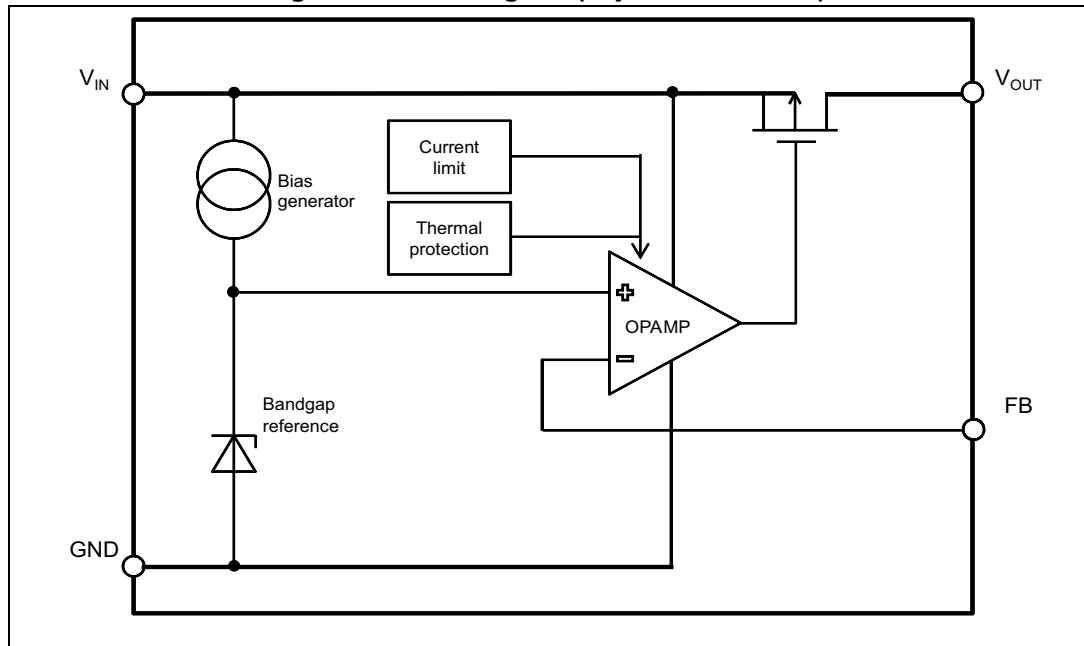 V_IN
V_OUT
Current
limit
Bias
generator
Thermal
protection
+
OPAMP
-
Bandgap
reference
FB
GND